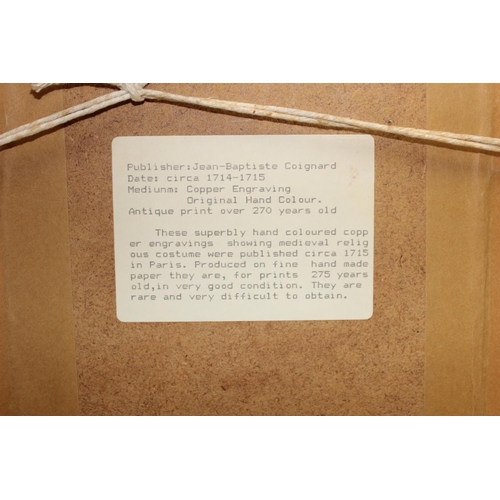 Publisher:Jean-Baptiste Coignard
Date: circa 1714-1715
Medium: Copper Engraving
Original Hand Colour.
Antique print over 270 years old
These superbly hand coloured copp
er engravings showing medieval relig
ous costume were published circa 1715
in Paris. Produced on fine hand made
paper they are, for prints 275 years
old,in very good condition. They are
rare and very difficult to obtain.